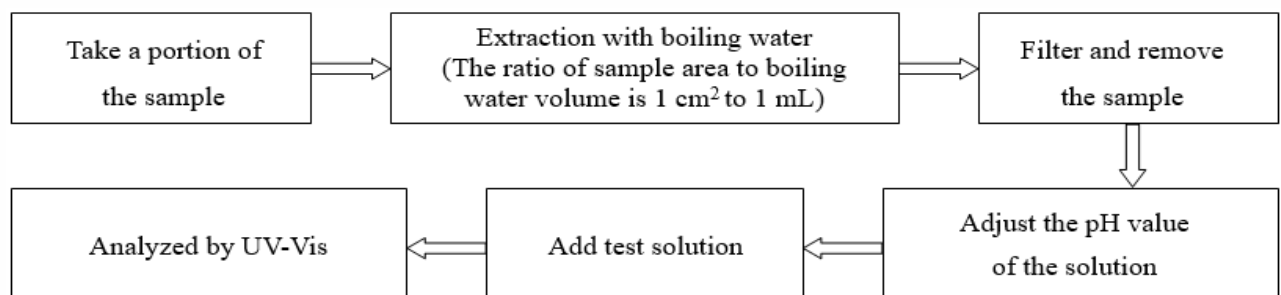 Take a portion of
the sample
Extraction with boiling water
(The ratio of sample area to boiling
water volume is 1 cm² to 1 mL)
Filter and remove
the sample
Adjust the pH value
of the solution
Add test solution
Analyzed by UV-Vis